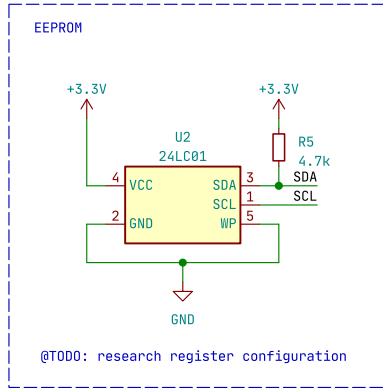 EEPROM
+3.3V
+3.3V
U2
24LC01
R5
4.7k
4
VCC
SDA
3
SDA
SCL
1
SCL
2
GND
WP
5
GND
@TODO: research register configuration